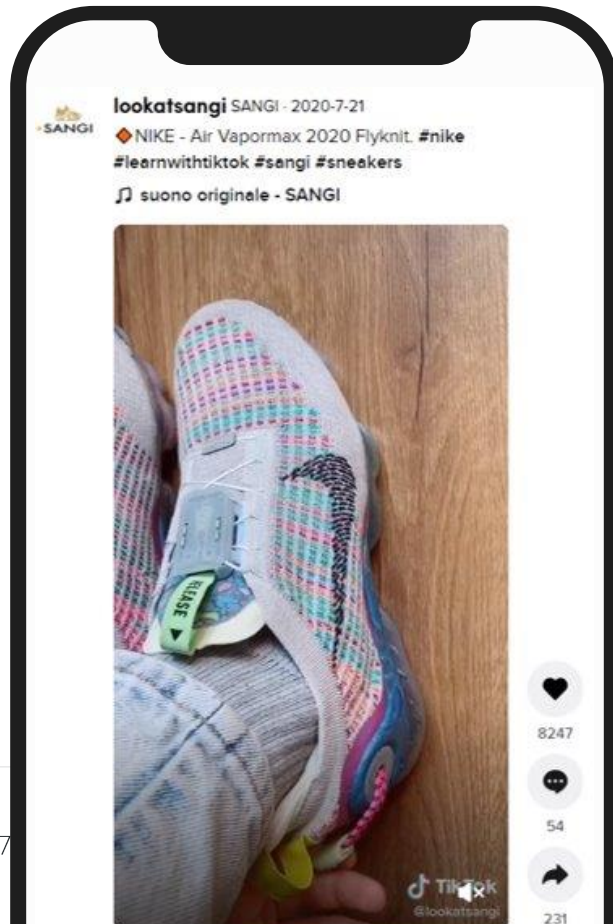 SANGI
lookatsangi SANGI · 2020-7-21
NIKE - Air Vapormax 2020 Flyknit. #nike
#learnwithtiktok #sangi #sneakers
suono originale - SANGI
8247
54
231
7
TikTok
@lookatsangi